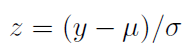 z = (y − μ)/σ